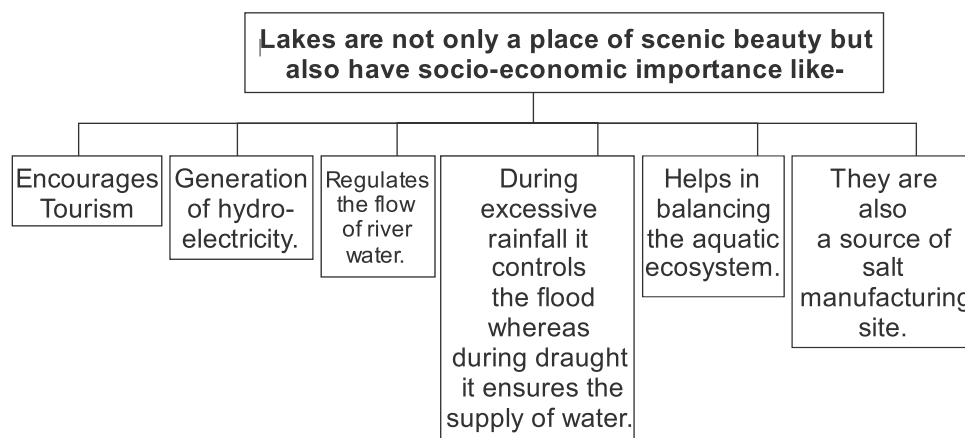 Lakes are not only a place of scenic beauty but
also have socio-economic importance like-
Encourages
Tourism
Generation
of hydro-
electricity.
Regulates
the flow
of river
water.
During
excessive
rainfall it
controls
the flood
whereas
during draught
it ensures the
supply of water.
Helps in
balancing
the aquatic
ecosystem.
They are
also
a source of
salt
manufacturing
site.